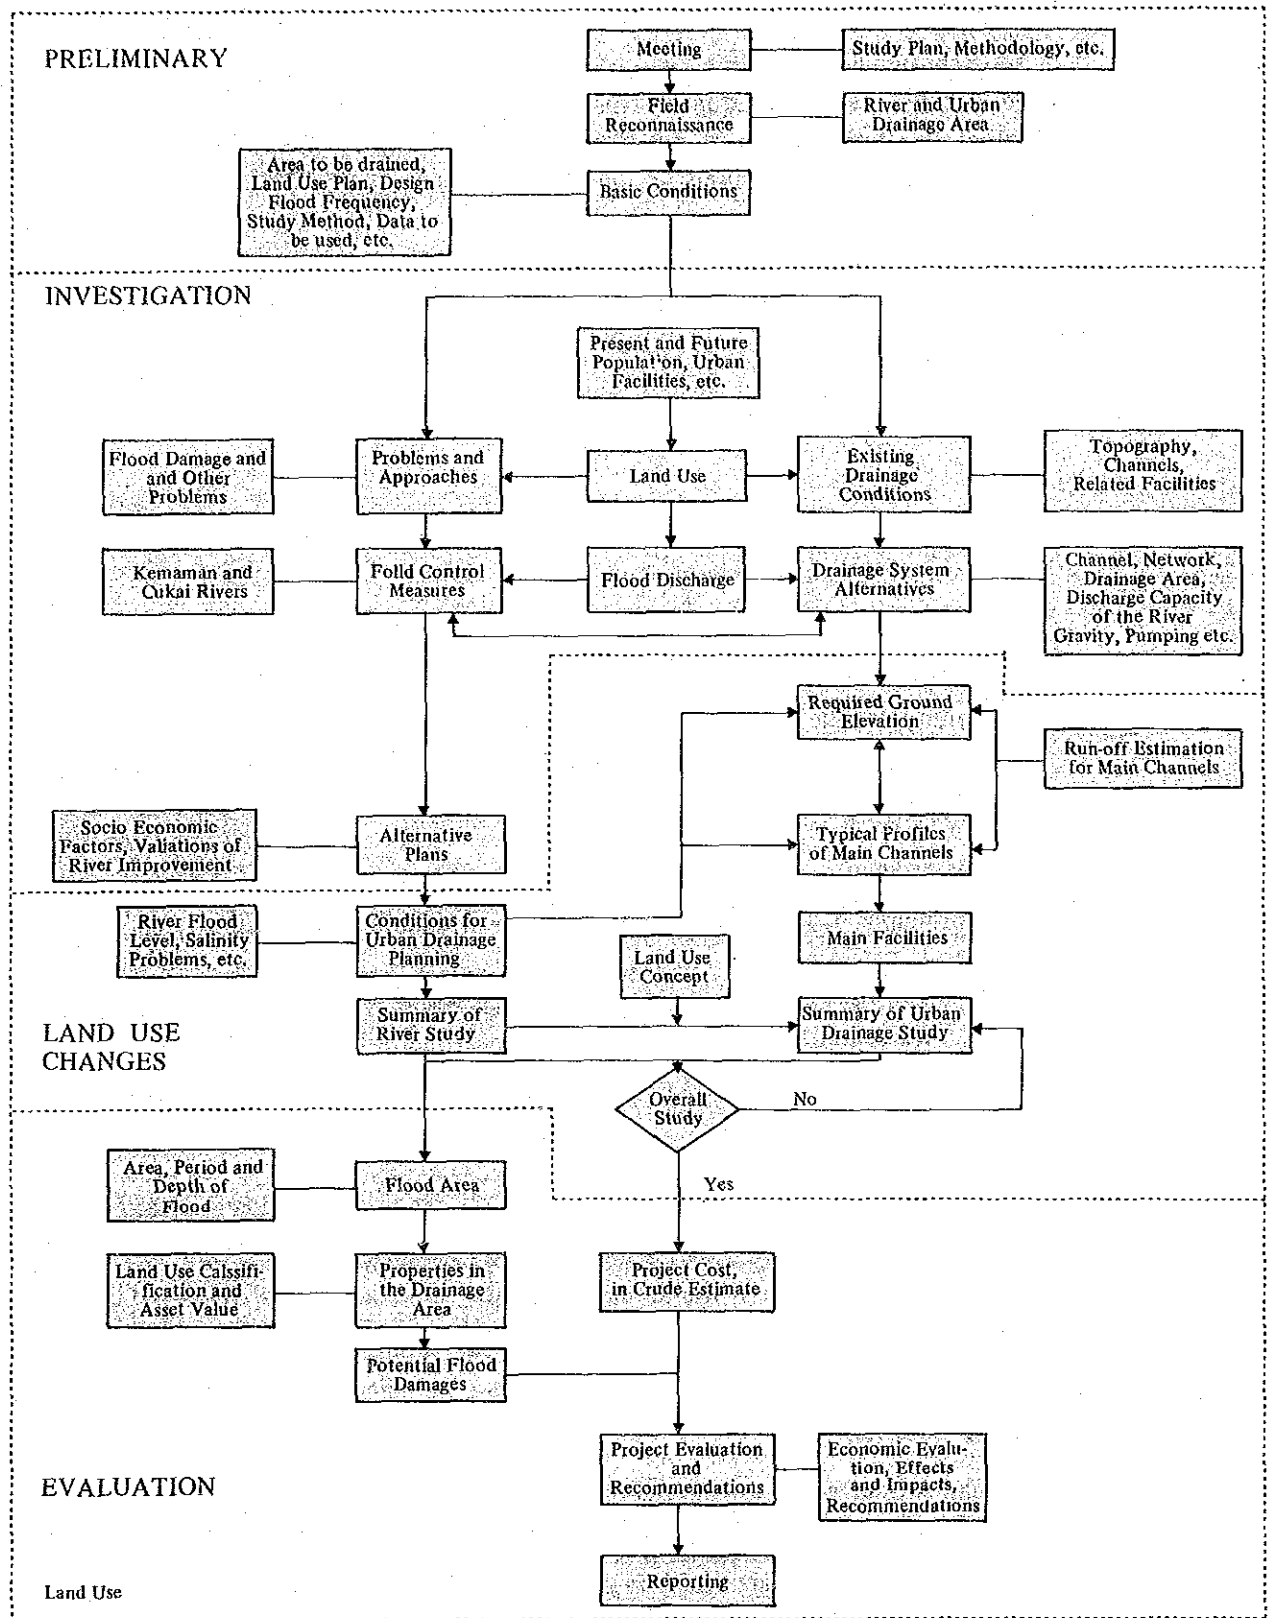 PRELIMINARY
Meeting
Study Plan, Methodology, etc.
Field
Reconnaissance
River and Urban
Drainage Area
Area to be drained,
Land Use Plan, Design
Flood Frequency,
Study Method, Data to
be used, etc.
Basic Conditions
INVESTIGATION
Present and Future
Population, Urban
Facilities, etc.
Flood Damage and
and Other
Problems
Problems and
Approaches
Land Use
Existing
Drainage
Conditions
Topography,
Channels,
Related Facilities
Kemaman and
Cukai Rivers
Folld Control
Measures
Flood Discharge
Drainage System
Alternatives
Channel, Network,
Drainage Area,
Discharge Capacity
of the River
Gravity, Pumping etc.
Required Ground
Elevation
Run-off Estimation
for Main Channels
Socio Economic
Factors, Valiations of
River Improvement
Alternative
Plans
Typical Profiles
of Main Channels
River Flood
Level, Salinity
Problems, etc.
Conditions for
Urban Drainage
Planning
Land Use
Concept
Main Facilities
LAND USE
CHANGES
Summary of
River Study
Summary of Urban
Drainage Study
Overall
Study
No
Yes
Area, Period and
Depth of
Flood
Flood Area
Land Use Calssifi-
fication and
Asset Value
Properties in
the Drainage
Area
Project Cost,
in Crude Estimate
Potential Flood
Damages
EVALUATION
Project Evaluation
and
Recommendations
Economic Evalu-
tion, Effects
and Impacts,
Recommendations
Reporting
Land Use